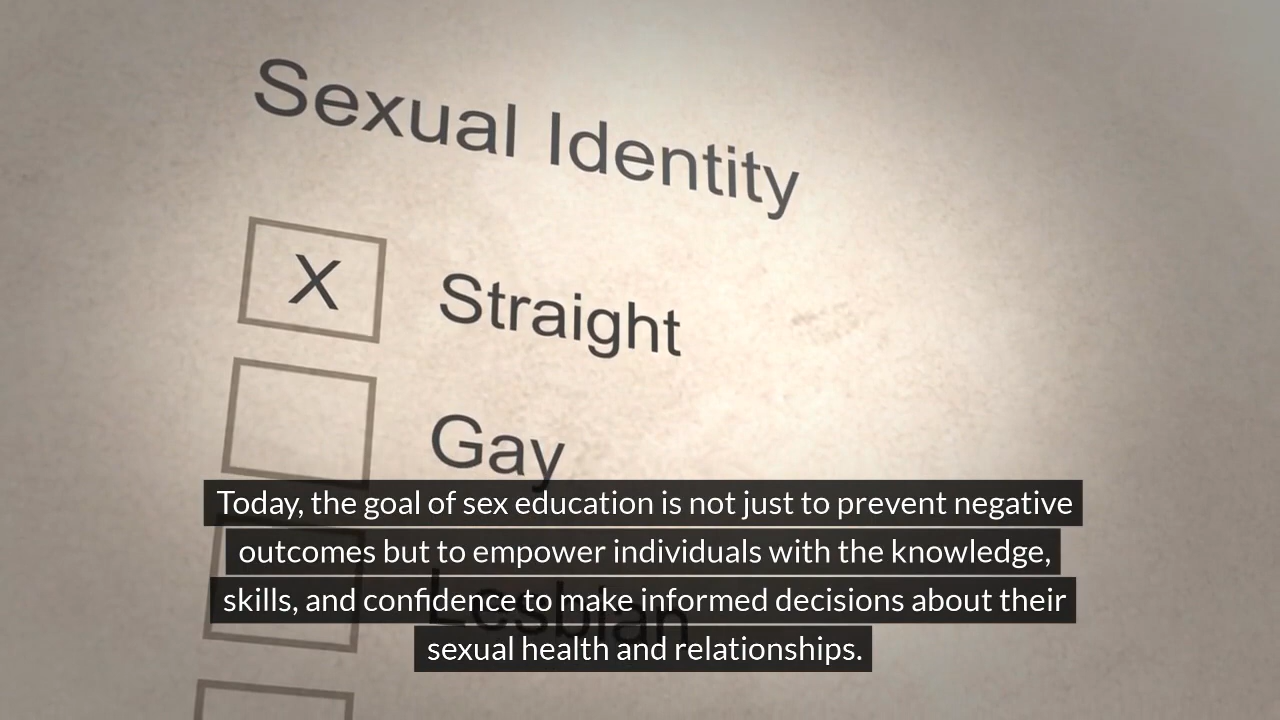 Sexual Identity
X Straight
Gay
Lesbian
Today, the goal of sex education is not just to prevent negative
outcomes but to empower individuals with the knowledge,
skills, and confidence to make informed decisions about their
sexual health and relationships.